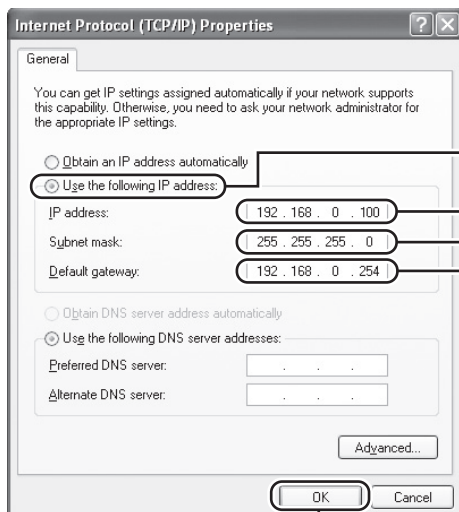 Internet Protocol (TCP/IP) Properties
General
You can get IP settings assigned automatically if your network supports
this capability. Otherwise, you need to ask your network administrator for
the appropriate IP settings.
Obtain an IP address automatically
Use the following IP address:
IP address: 192 . 168 . 0 . 100
Subnet mask: 255 . 255 . 255 . 0
Default gateway: 192 . 168 . 0 . 254
Obtain DNS server address automatically
Use the following DNS server addresses:
Preferred DNS server: . . .
Alternate DNS server: . . .
Advanced...
OK Cancel